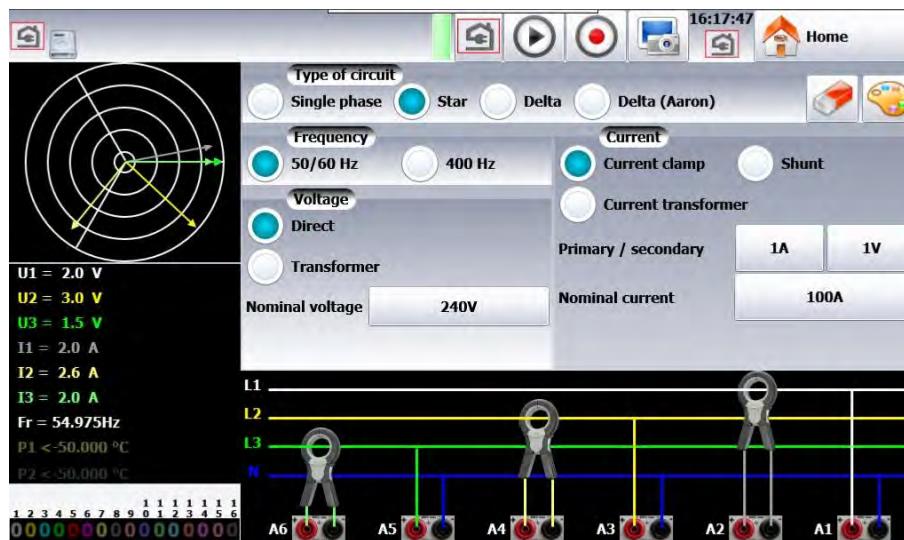 16:17:47
Home
Type of circuit
Single phase Star Delta Delta (Aaron)
Frequency
50/60 Hz 400 Hz
Current
Current clamp Shunt
Current transformer
Primary / secondary 1A 1V
Nominal current 100A
Voltage
Direct
Transformer
Nominal voltage 240V
U1 = 2.0 V
U2 = 3.0 V
U3 = 1.5 V
I1 = 2.0 A
I2 = 2.6 A
I3 = 2.0 A
Fr = 54.975Hz
P1 <-50.000 °C
P2 <-50.000 °C
1 2 3 4 5 6 7 8 9 10 11 12 13 14 15 16
0 0 0 0 0 0 0 0 0 0 0 0 0 0 0 0
L1
L2
L3
N
A6 A5 A4 A3 A2 A1